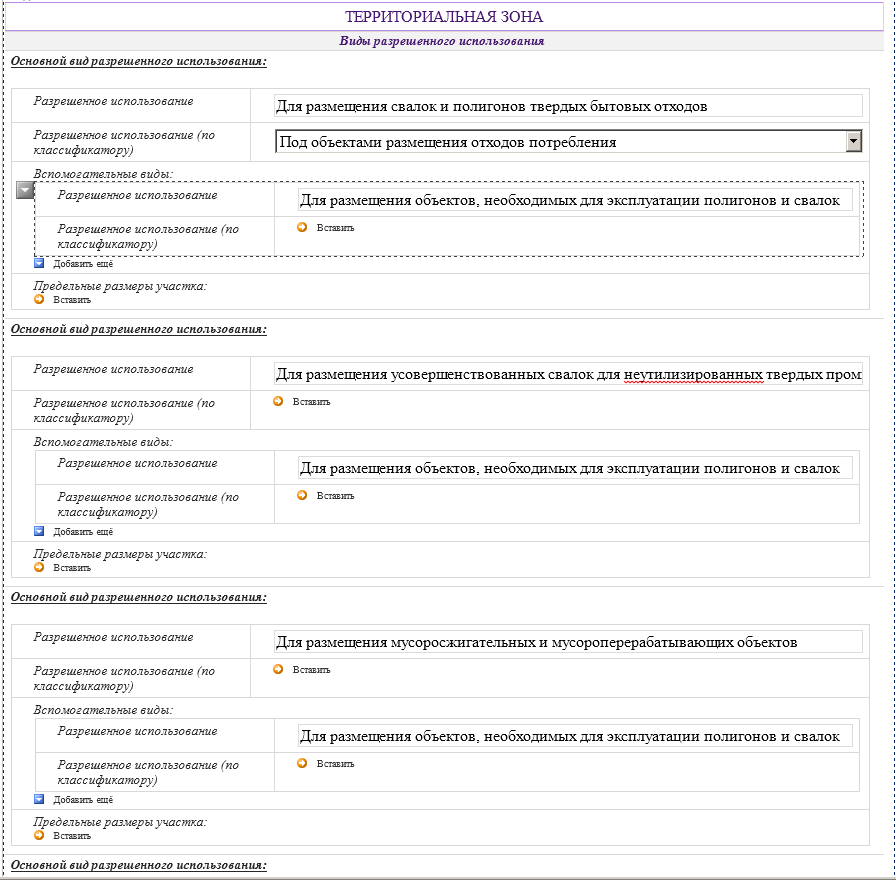 ТЕРРИТОРИАЛЬНАЯ ЗОНА
Виды разрешенного использования
Основной вид разрешенного использования:
Разрешенное использование
Для размещения свалок и полигонов твердых бытовых отходов
Разрешенное использование (по
классификатору)
Под объектами размещения отходов потребления
Вспомогательные виды:
Разрешенное использование
Для размещения объектов, необходимых для эксплуатации полигонов и свалок
Разрешенное использование (по
классификатору)
Вставить
Добавить ещё
Предельные размеры участка:
Вставить
Основной вид разрешенного использования:
Разрешенное использование
Для размещения усовершенствованных свалок для неутилизированных твердых пром
Разрешенное использование (по
классификатору)
Вставить
Вспомогательные виды:
Разрешенное использование
Для размещения объектов, необходимых для эксплуатации полигонов и свалок
Разрешенное использование (по
классификатору)
Вставить
Добавить ещё
Предельные размеры участка:
Вставить
Основной вид разрешенного использования:
Разрешенное использование
Для размещения мусоросжигательных и мусороперерабатывающих объектов
Разрешенное использование (по
классификатору)
Вставить
Вспомогательные виды:
Разрешенное использование
Для размещения объектов, необходимых для эксплуатации полигонов и свалок
Разрешенное использование (по
классификатору)
Вставить
Добавить ещё
Предельные размеры участка:
Вставить
Основной вид разрешенного использования: